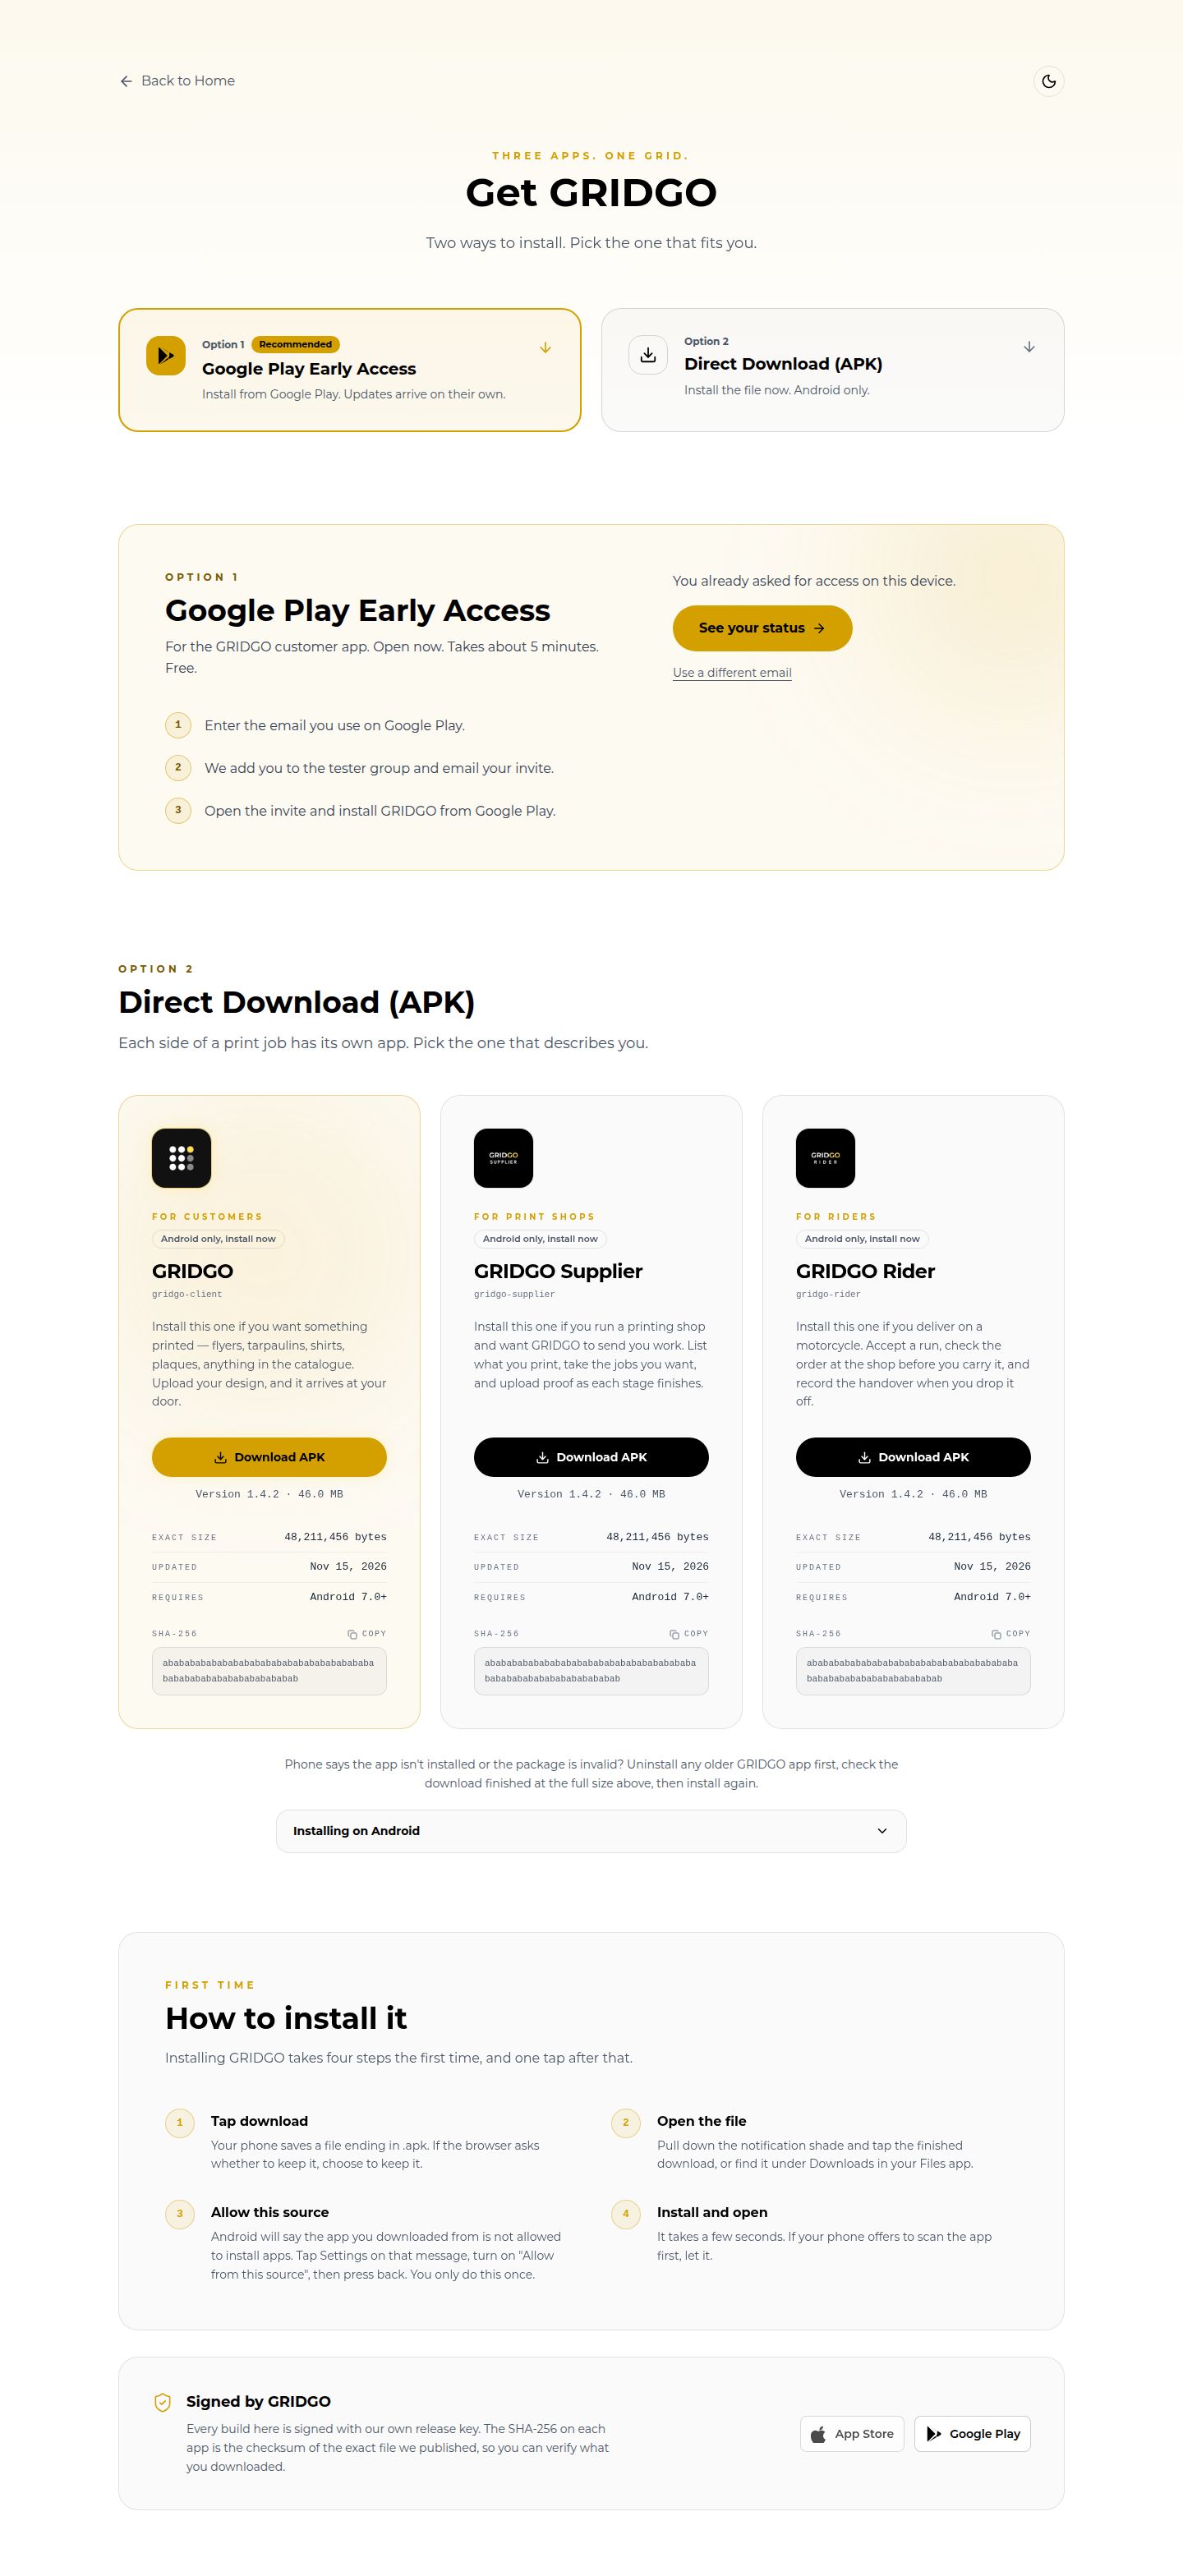 Back to Home
THREE APPS. ONE GRID.
Get GRIDGO
Two ways to install. Pick the one that fits you.
Option 1 Recommended
Google Play Early Access
Install from Google Play. Updates arrive on their own.
Option 2
Direct Download (APK)
Install the file now. Android only.
OPTION 1
Google Play Early Access
For the GRIDGO customer app. Open now. Takes about 5 minutes.
Free.
1 Enter the email you use on Google Play.
2 We add you to the tester group and email your invite.
3 Open the invite and install GRIDGO from Google Play.
You already asked for access on this device.
See your status
Use a different email
OPTION 2
Direct Download (APK)
Each side of a print job has its own app. Pick the one that describes you.
FOR CUSTOMERS
Android only, install now
GRIDGO
gridgo-client
Install this one if you want something
printed — flyers, tarpaulins, shirts,
plaques, anything in the catalogue.
Upload your design, and it arrives at your
door.
Download APK
Version 1.4.2 · 46.0 MB
EXACT SIZE 48,211,456 bytes
UPDATED Nov 15, 2026
REQUIRES Android 7.0+
SHA-256 COPY
GRIDGO
SUPPLIER
FOR PRINT SHOPS
Android only, install now
GRIDGO Supplier
gridgo-supplier
Install this one if you run a printing shop
and want GRIDGO to send you work. List
what you print, take the jobs you want,
and upload proof as each stage finishes.
Download APK
Version 1.4.2 · 46.0 MB
EXACT SIZE 48,211,456 bytes
UPDATED Nov 15, 2026
REQUIRES Android 7.0+
SHA-256 COPY
GRIDGO
RIDER
FOR RIDERS
Android only, install now
GRIDGO Rider
gridgo-rider
Install this one if you deliver on a
motorcycle. Accept a run, check the
order at the shop before you carry it, and
record the handover when you drop it
off.
Download APK
Version 1.4.2 · 46.0 MB
EXACT SIZE 48,211,456 bytes
UPDATED Nov 15, 2026
REQUIRES Android 7.0+
SHA-256 COPY
Phone says the app isn't installed or the package is invalid? Uninstall any older GRIDGO app first, check the
download finished at the full size above, then install again.
Installing on Android
FIRST TIME
How to install it
Installing GRIDGO takes four steps the first time, and one tap after that.
1 Tap download
Your phone saves a file ending in .apk. If the browser asks
whether to keep it, choose to keep it.
2 Open the file
Pull down the notification shade and tap the finished
download, or find it under Downloads in your Files app.
3 Allow this source
Android will say the app you downloaded from is not allowed
to install apps. Tap Settings on that message, turn on "Allow
from this source", then press back. You only do this once.
4 Install and open
It takes a few seconds. If your phone offers to scan the app
first, let it.
Signed by GRIDGO
Every build here is signed with our own release key. The SHA-256 on each
app is the checksum of the exact file we published, so you can verify what
you downloaded.
App Store
Google Play